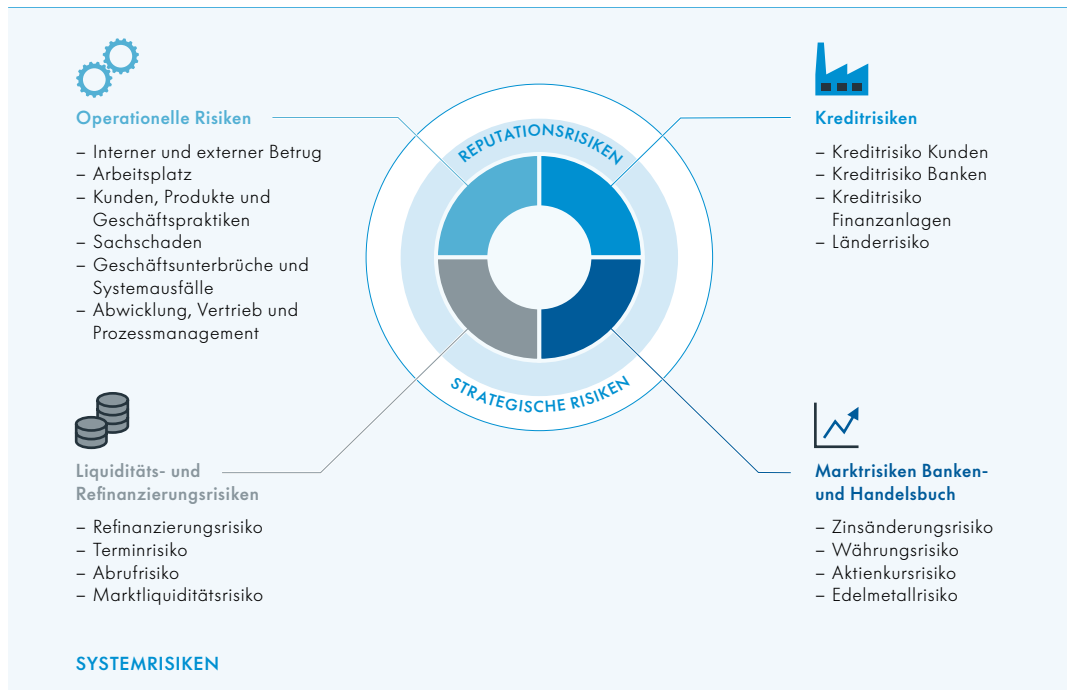 Operationelle Risiken
– Interner und externer Betrug
– Arbeitsplatz
– Kunden, Produkte und
Geschäftspraktiken
– Sachschaden
– Geschäftsunterbrüche und
Systemausfälle
– Abwicklung, Vertrieb und
Prozessmanagement
REPUTATIONSRISIKEN
STRATEGISCHE RISIKEN
Kreditrisiken
– Kreditrisiko Kunden
– Kreditrisiko Banken
– Kreditrisiko
Finanzanlagen
– Länderrisiko
Liquiditäts- und
Refinanzierungsrisiken
– Refinanzierungsrisiko
– Terminrisiko
– Abrufrisiko
– Marktliquiditätsrisiko
Marktrisiken Banken-
und Handelsbuch
– Zinsänderungsrisiko
– Währungsrisiko
– Aktienkursrisiko
– Edelmetallrisiko
SYSTEMRISIKEN